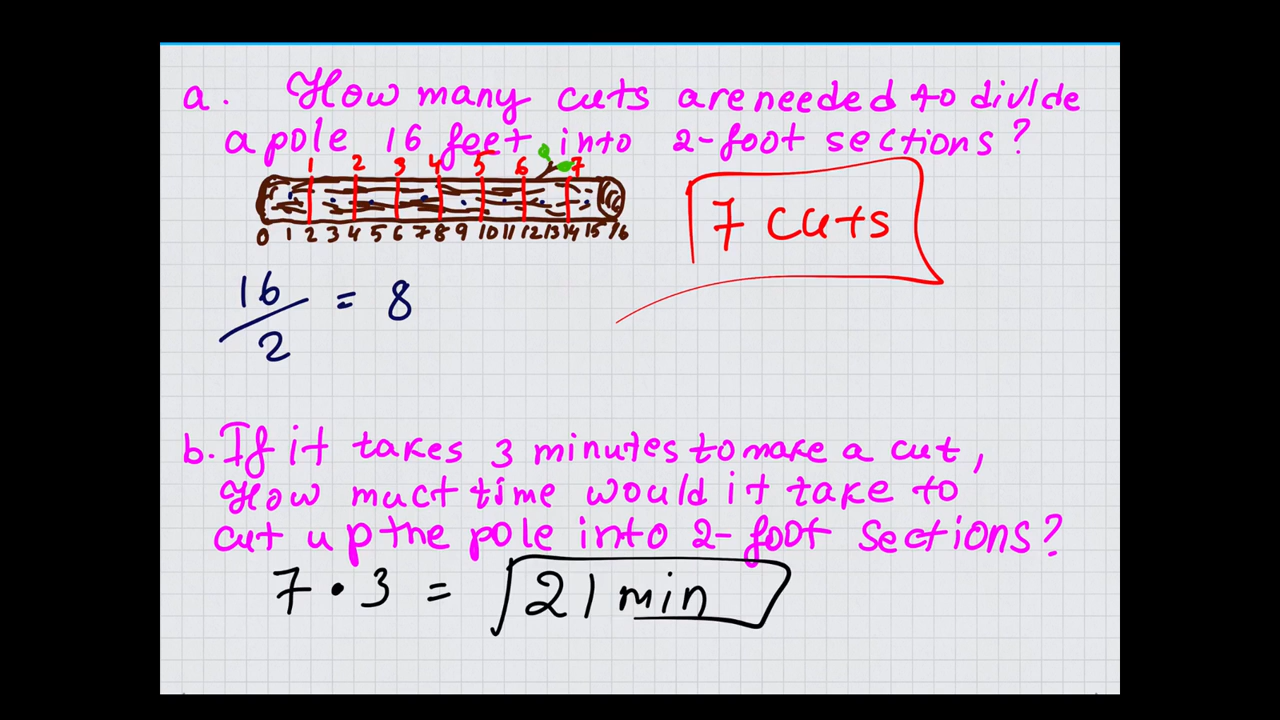 a. How many cuts are needed to divide
a pole 16 feet into 2-foot sections?
1 2 3 4 5 6 7
0 1 2 3 4 5 6 7 8 9 10 11 12 13 14 15 16
7 cuts
16/2 = 8
b. If it takes 3 minutes to make a cut,
How muct time would it take to
cut up the pole into 2-foot sections?
7 • 3 = 21 min